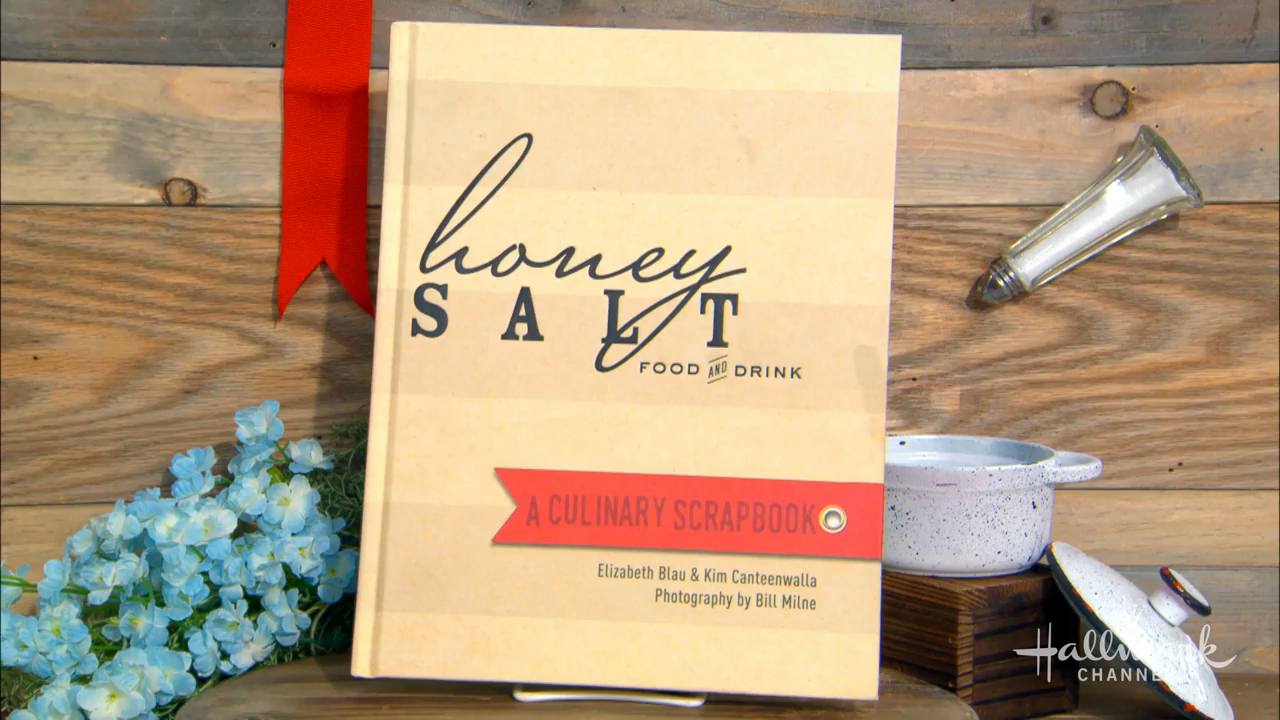 honey
SALT
FOOD AND DRINK
A CULINARY SCRAPBOOK
Elizabeth Blau & Kim Canteenwalla
Photography by Bill Milne
Hallmark
CHANNEL